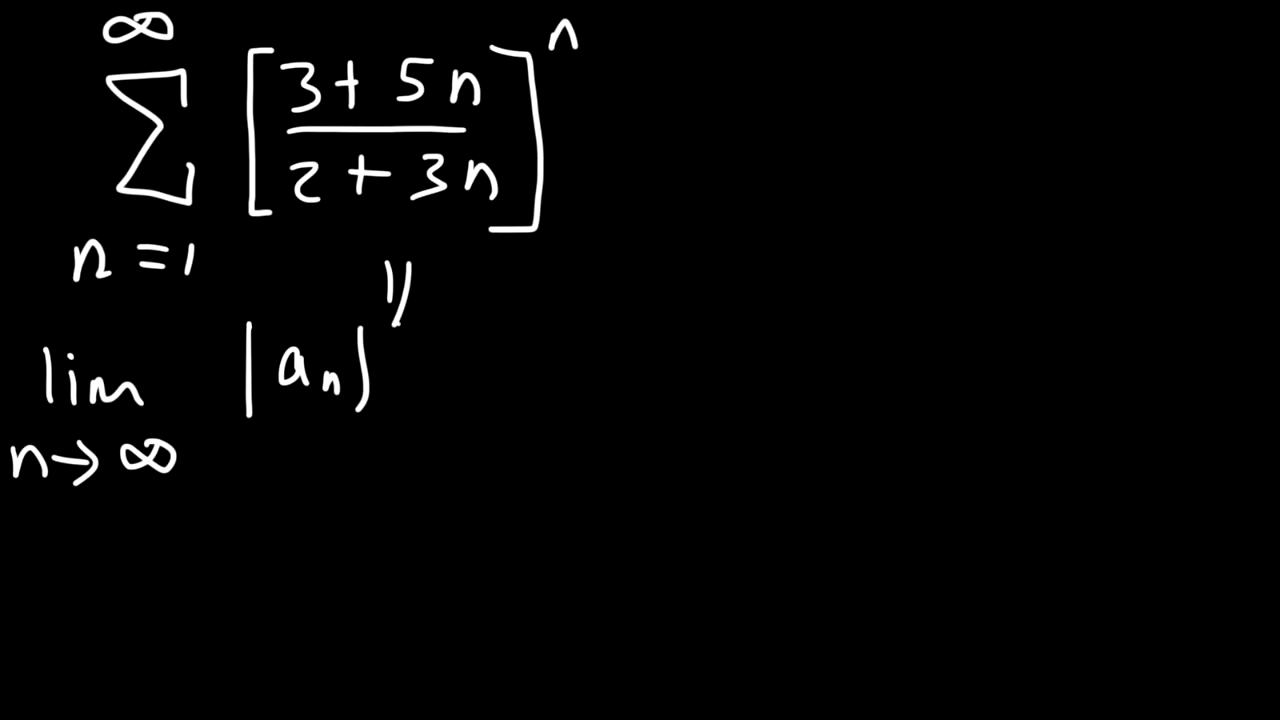 ∞
∑ [ (3 + 5n) / (2 + 3n) ]^n
n = 1
lim |aₙ|^1/
n → ∞